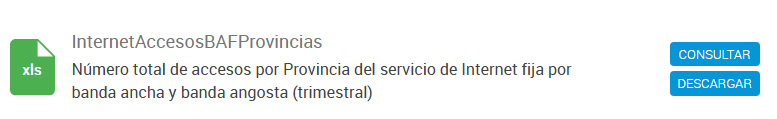 InternetAccesosBAFProvincias
xls
Número total de accesos por Provincia del servicio de Internet fija por
banda ancha y banda angosta (trimestral)
CONSULTAR
DESCARGAR